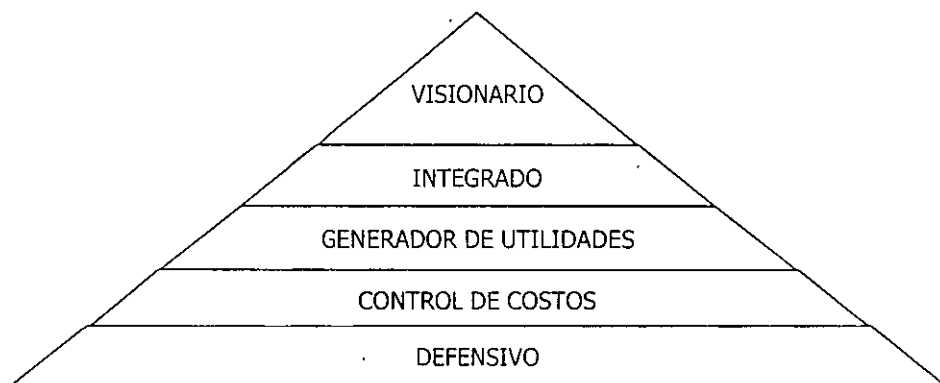 VISIONARIO
INTEGRADO
GENERADOR DE UTILIDADES
CONTROL DE COSTOS
DEFENSIVO